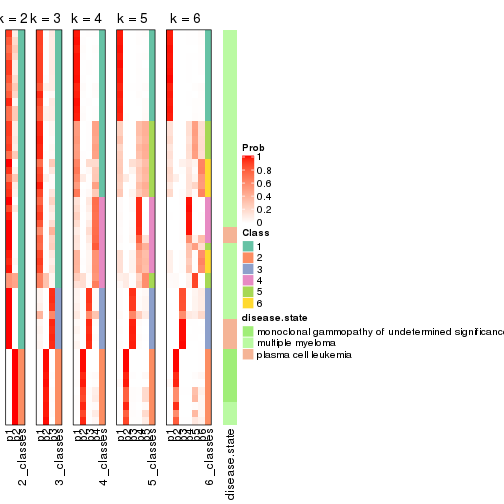 k = 2
k = 3
k = 4
k = 5
k = 6
Prob
1
0.8
0.6
0.4
0.2
0
Class
1
2
3
4
5
6
disease.state
monoclonal gammopathy of undetermined significance
multiple myeloma
plasma cell leukemia
p1
p2
2_classes
p1
p2
p3
3_classes
p1
p2
p3
p4
4_classes
p1
p2
p3
p4
p5
5_classes
p1
p2
p3
p4
p5
p6
6_classes
disease.state